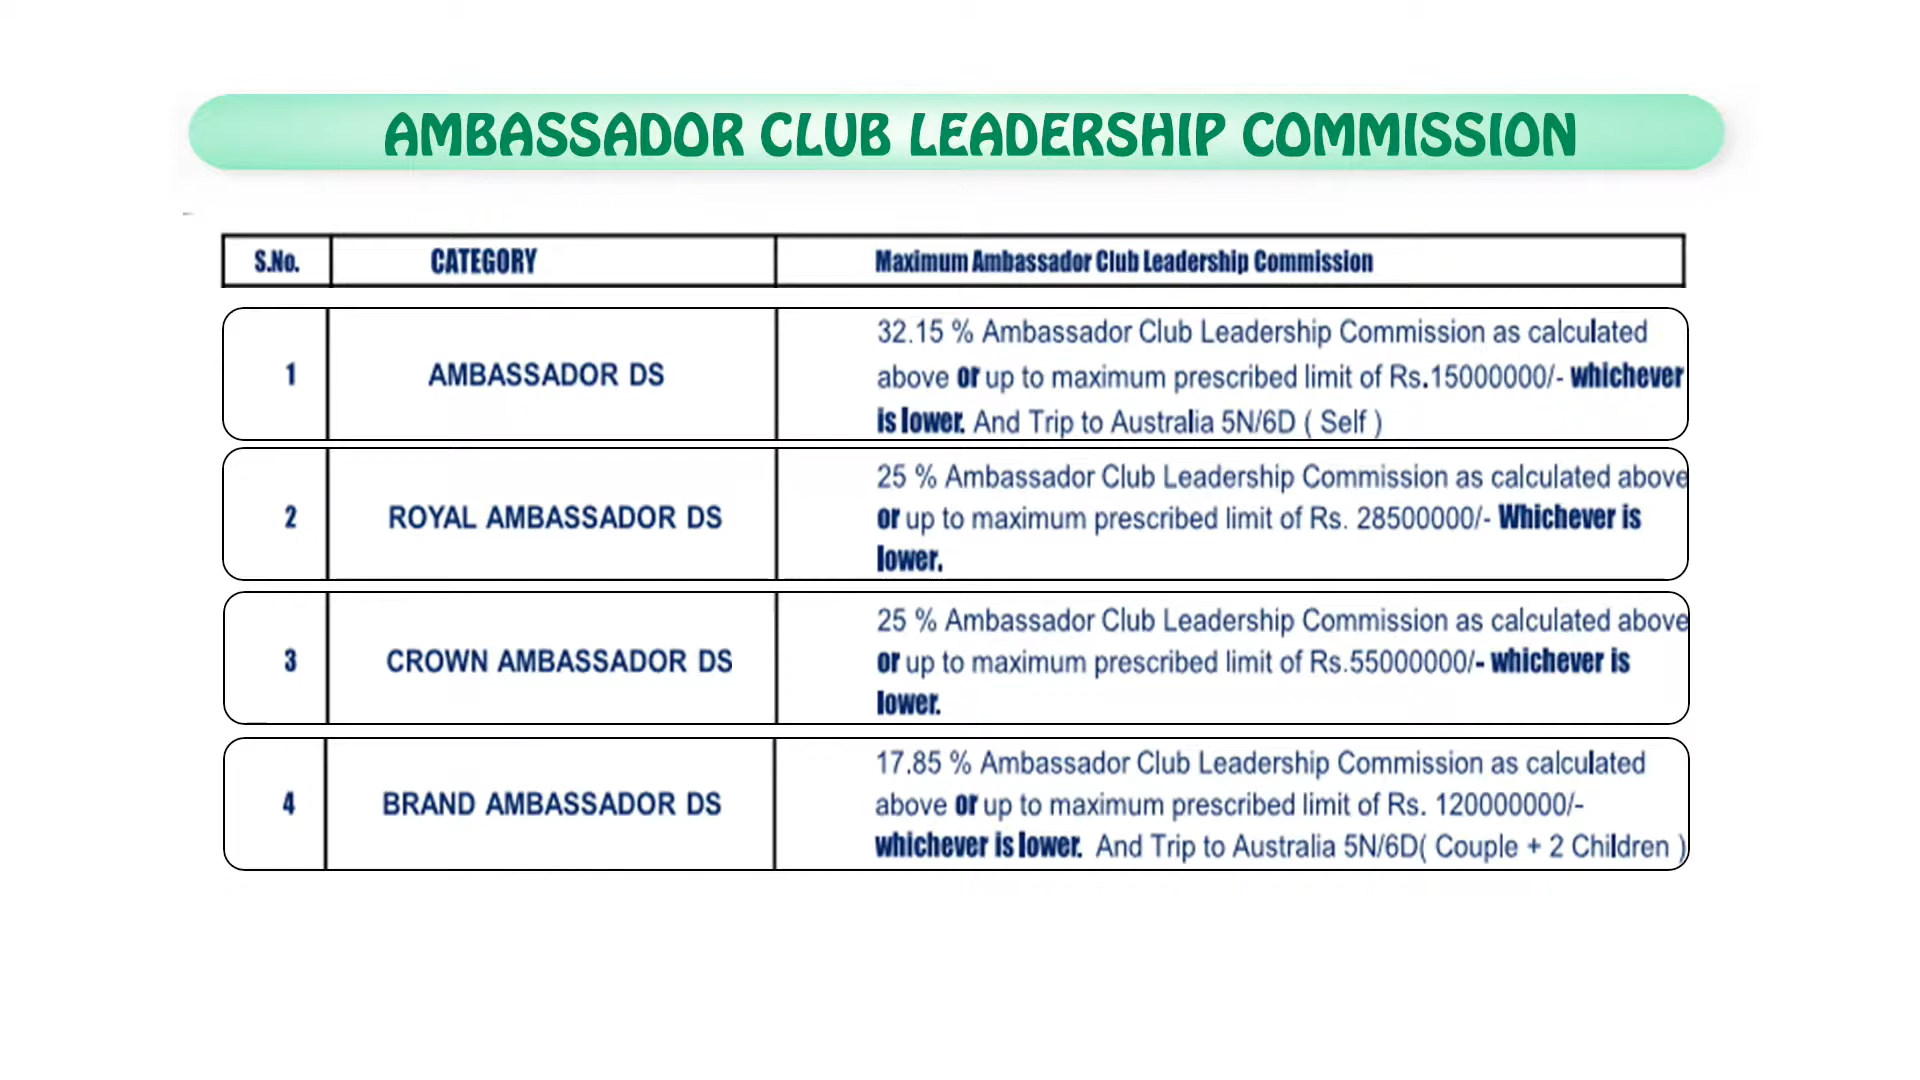 AMBASSADOR CLUB LEADERSHIP COMMISSION
S.No. CATEGORY Maximum Ambassador Club Leadership Commission
32.15 % Ambassador Club Leadership Commission as calculated
1 AMBASSADOR DS above or up to maximum prescribed limit of Rs.15000000/- whichever
is lower. And Trip to Australia 5N/6D ( Self )
25 % Ambassador Club Leadership Commission as calculated above
2 ROYAL AMBASSADOR DS or up to maximum prescribed limit of Rs. 28500000/- Whichever is
lower.
25 % Ambassador Club Leadership Commission as calculated above
3 CROWN AMBASSADOR DS or up to maximum prescribed limit of Rs.55000000/- whichever is
lower.
17.85 % Ambassador Club Leadership Commission as calculated
4 BRAND AMBASSADOR DS above or up to maximum prescribed limit of Rs. 120000000/-
whichever is lower. And Trip to Australia 5N/6D( Couple + 2 Children )